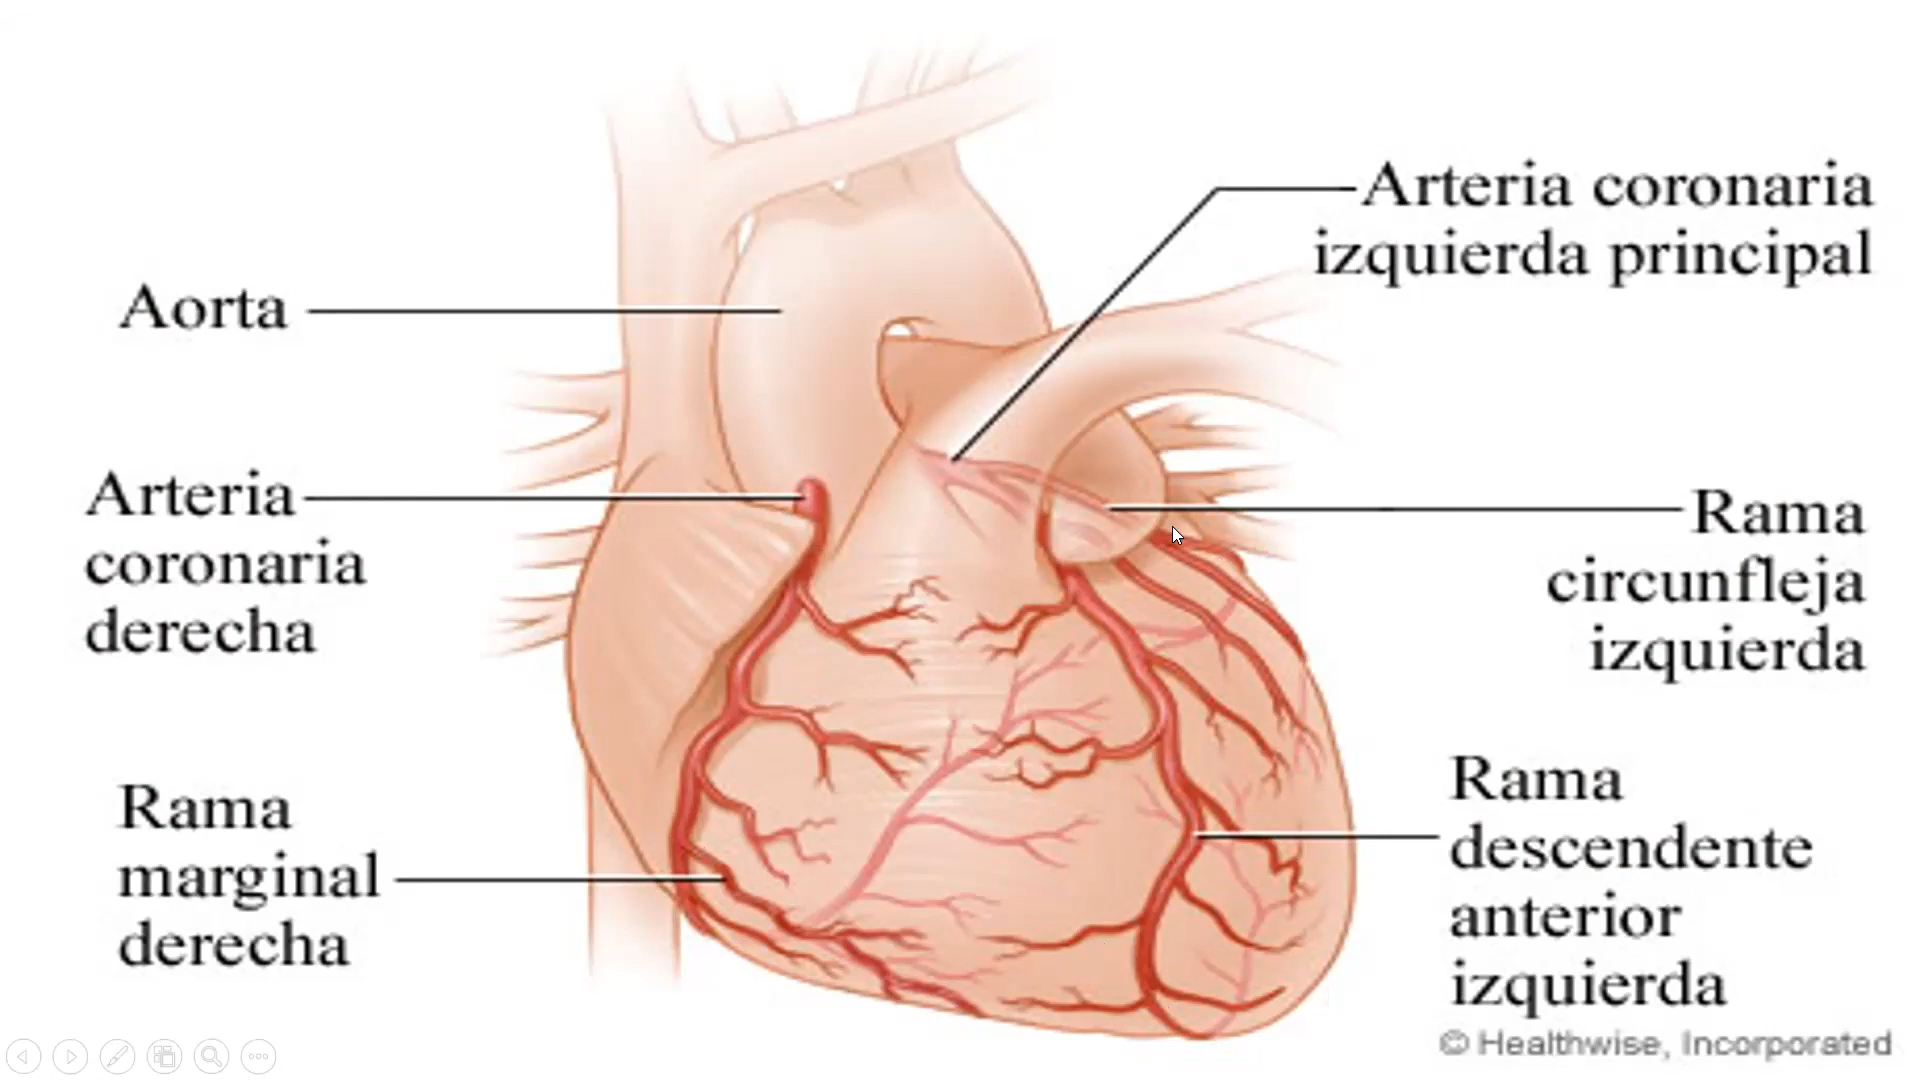 Aorta
Arteria
coronaria
derecha
Rama
marginal
derecha
Arteria coronaria
izquierda principal
Rama
circunfleja
izquierda
Rama
descendente
anterior
izquierda
© Healthwise, Incorporated